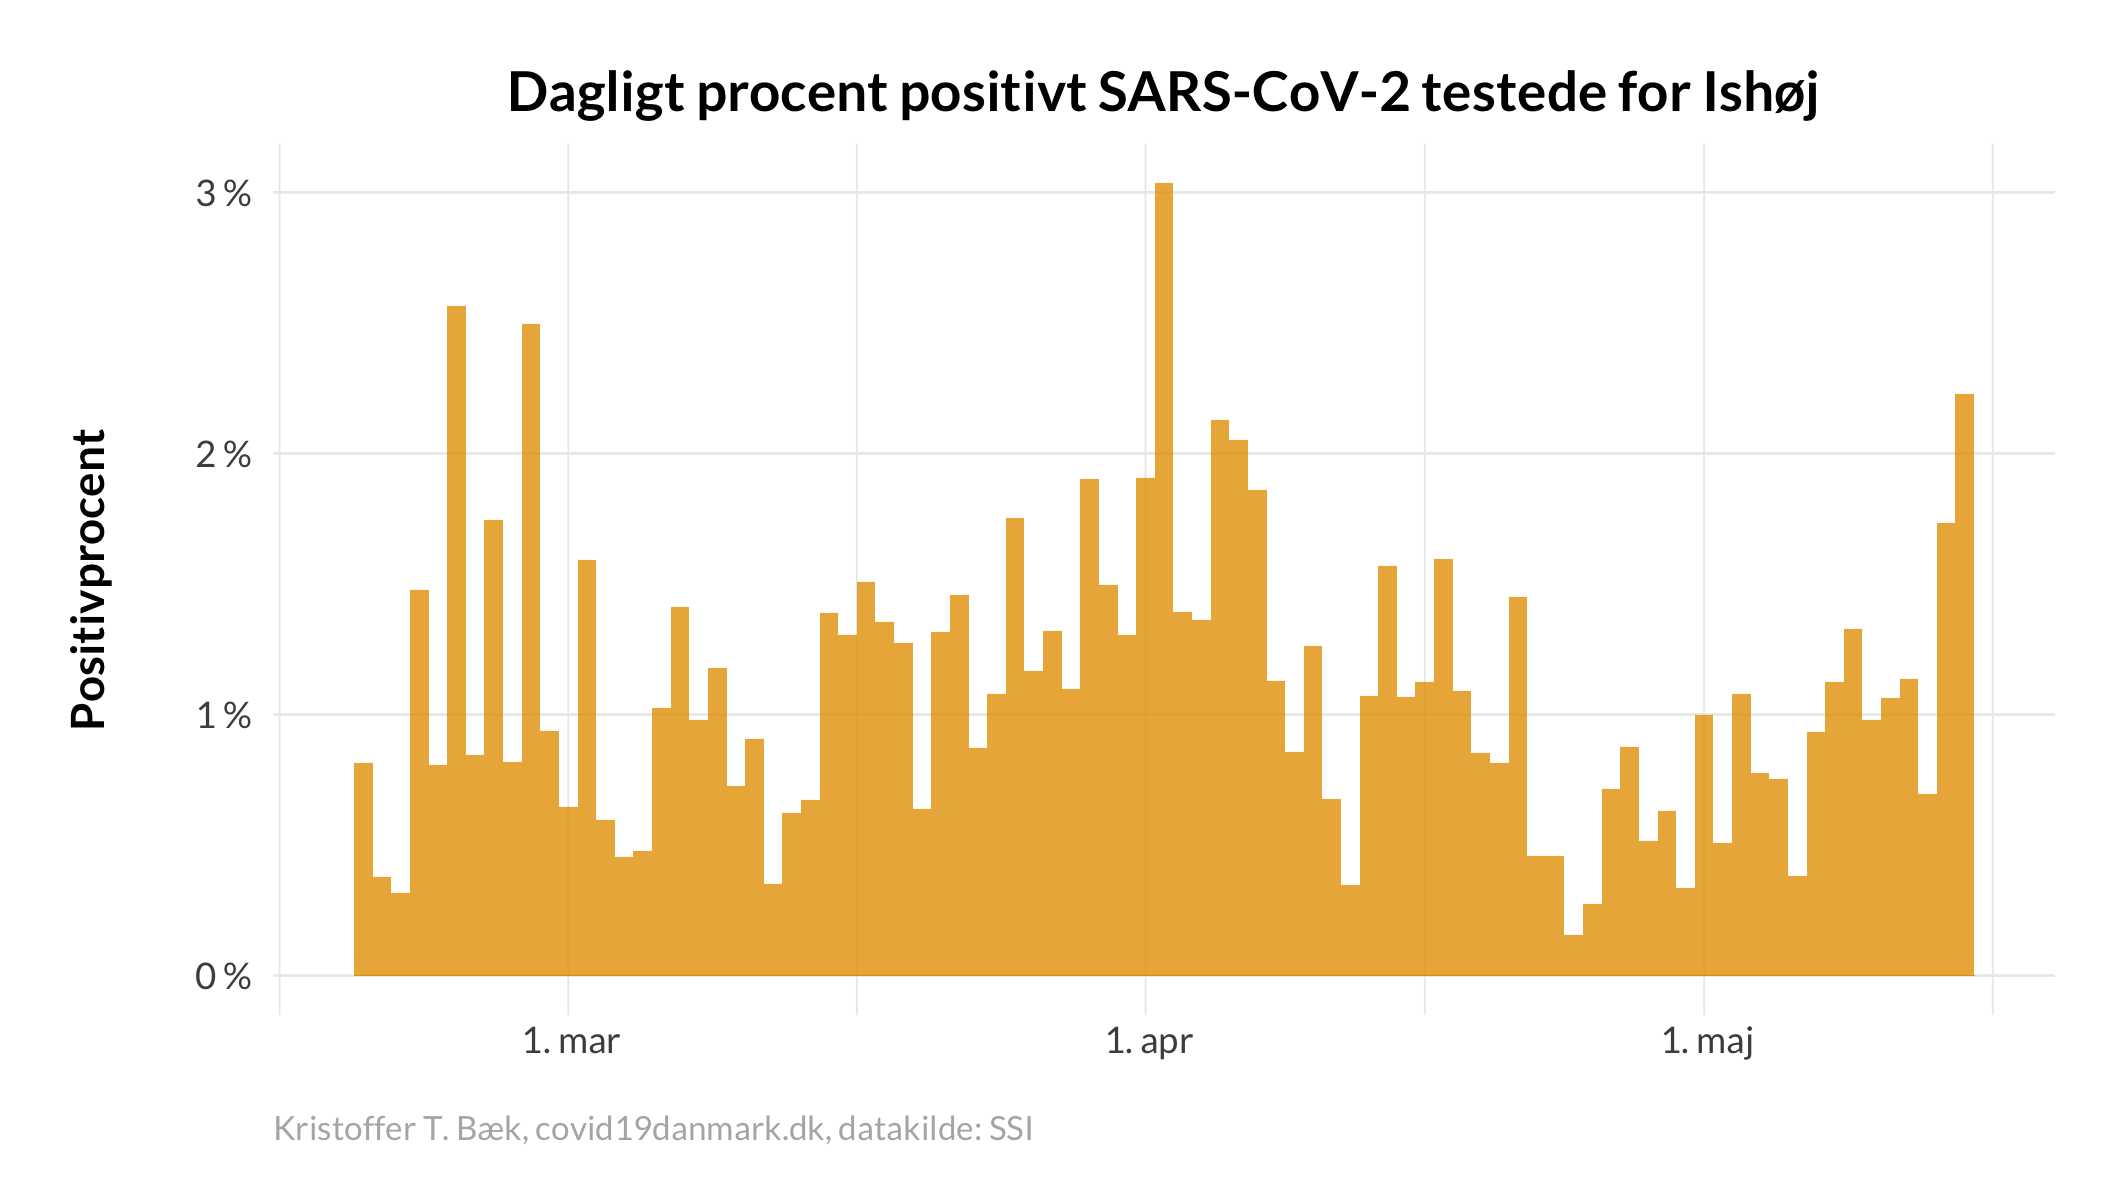 Dagligt procent positivt SARS-CoV-2 testede for Ishøj
Positivprocent
3 %
2 %
1 %
0 %
1. mar
1. apr
1. maj
Kristoffer T. Bæk, covid19danmark.dk, datakilde: SSI